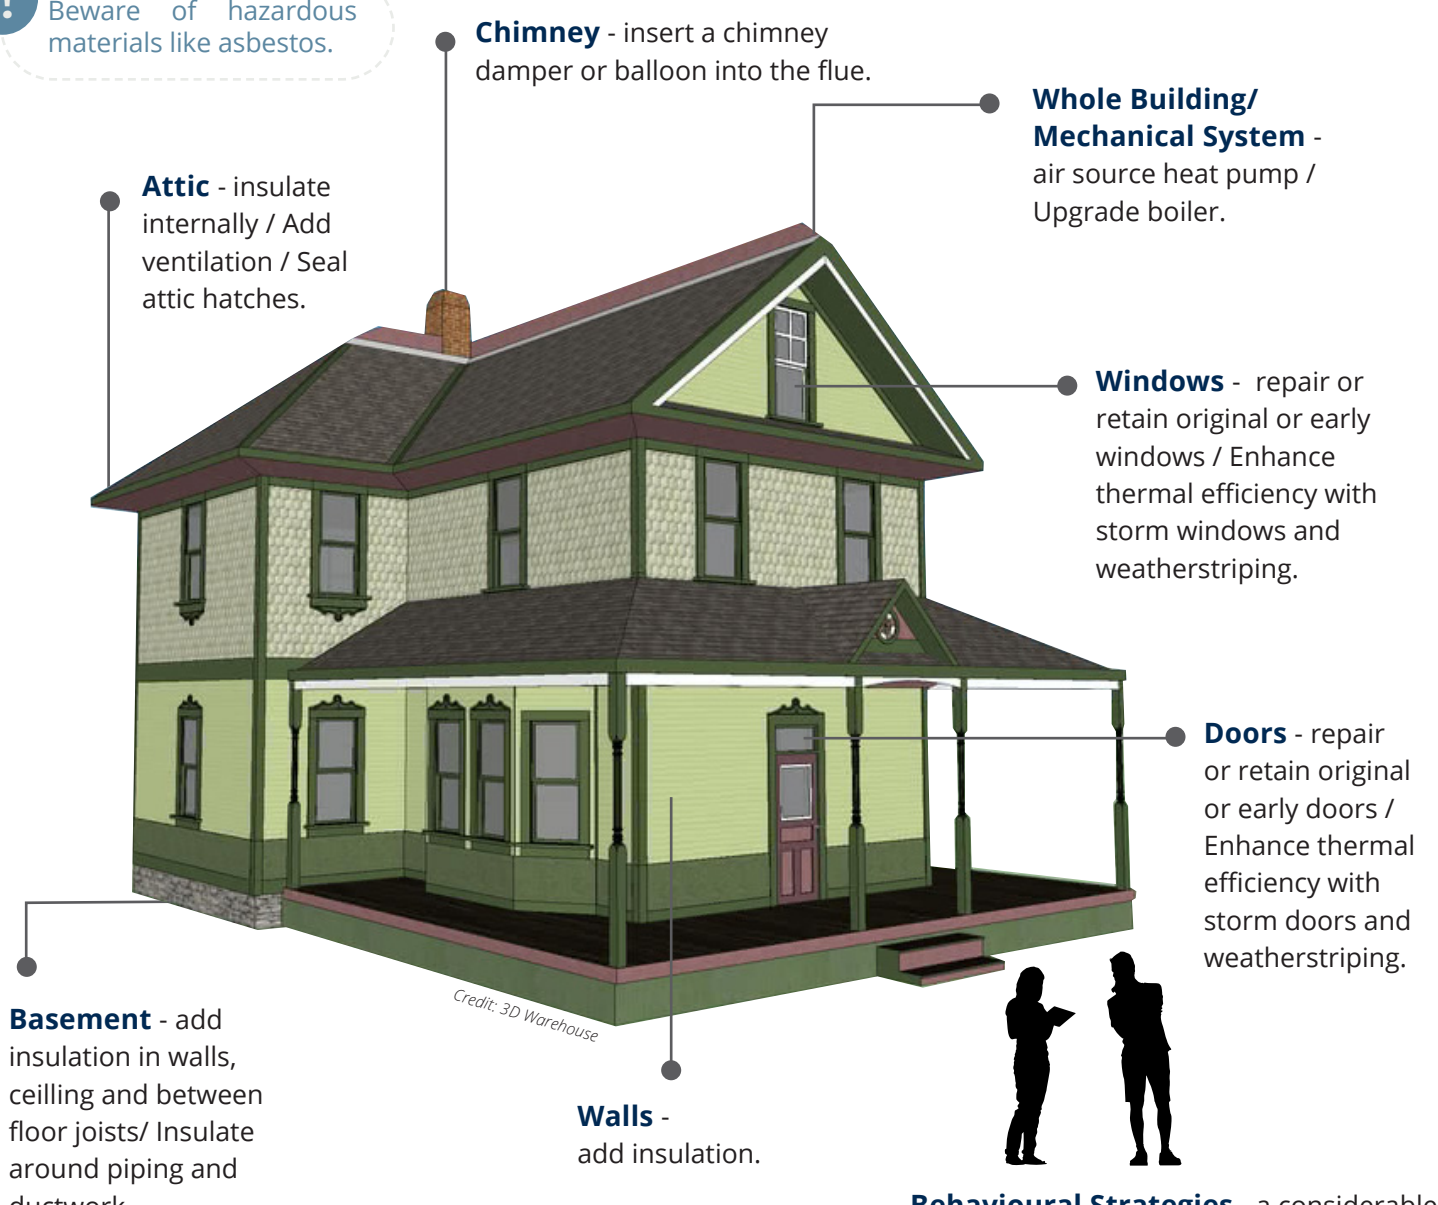 !
Beware of hazardous
materials like asbestos.
Chimney - insert a chimney
damper or balloon into the flue.
Whole Building/
Mechanical System -
air source heat pump /
Upgrade boiler.
Attic - insulate
internally / Add
ventilation / Seal
attic hatches.
Windows - repair or
retain original or early
windows / Enhance
thermal efficiency with
storm windows and
weatherstriping.
Doors - repair
or retain original
or early doors /
Enhance thermal
efficiency with
storm doors and
weatherstriping.
Credit: 3D Warehouse
Basement - add
insulation in walls,
ceilling and between
floor joists/ Insulate
around piping and
ductwork
Walls -
add insulation.
Behavioural Strategies - a considerable